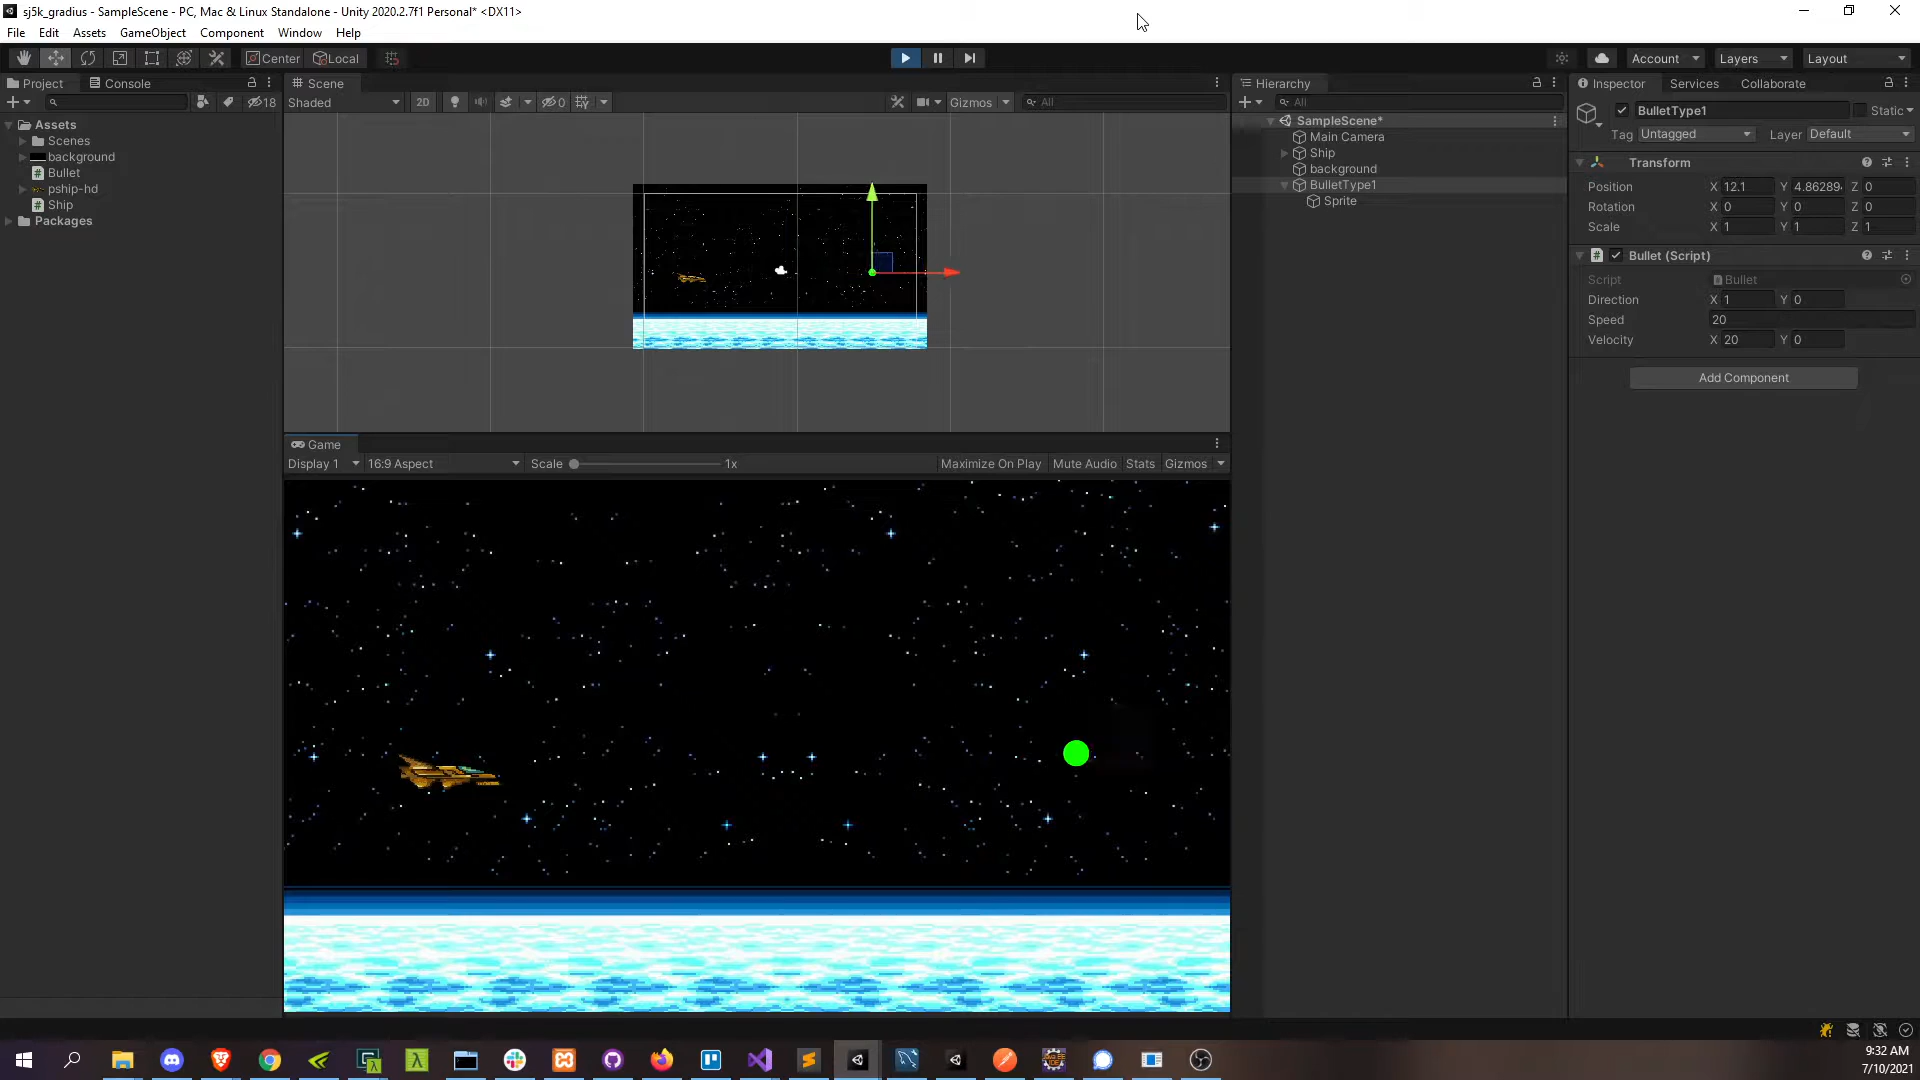 sj5k_gradius - SampleScene - PC, Mac & Linux Standalone - Unity 2020.2.7f1 Personal* <DX11>
File Edit Assets GameObject Component Window Help
Center Local Account Layers Layout
Project Console
18
Assets
Scenes
background
Bullet
pship-hd
Ship
Packages
Scene
Shaded 2D 0 Gizmos All
Game
Display 1 16:9 Aspect Scale 1x Maximize On Play Mute Audio Stats Gizmos
Hierarchy
All
SampleScene*
Main Camera
Ship
background
BulletType1
Sprite
Inspector Services Collaborate
BulletType1 Static
Tag Untagged Layer Default
Transform
Position X 12.1 Y 4.86289 Z 0
Rotation X 0 Y 0 Z 0
Scale X 1 Y 1 Z 1
# Bullet (Script)
Script Bullet
Direction X 1 Y 0
Speed 20
Velocity X 20 Y 0
Add Component
9:32 AM
7/10/2021